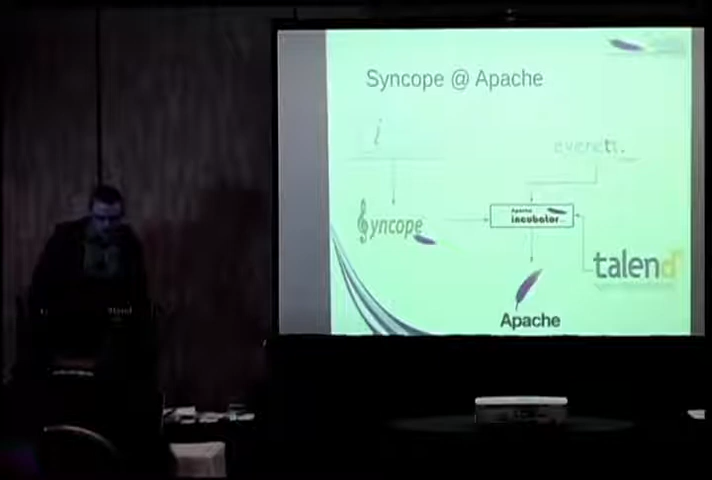 Syncope @ Apache
i
everett.
Syncope
Apache
incubator
talend
Apache